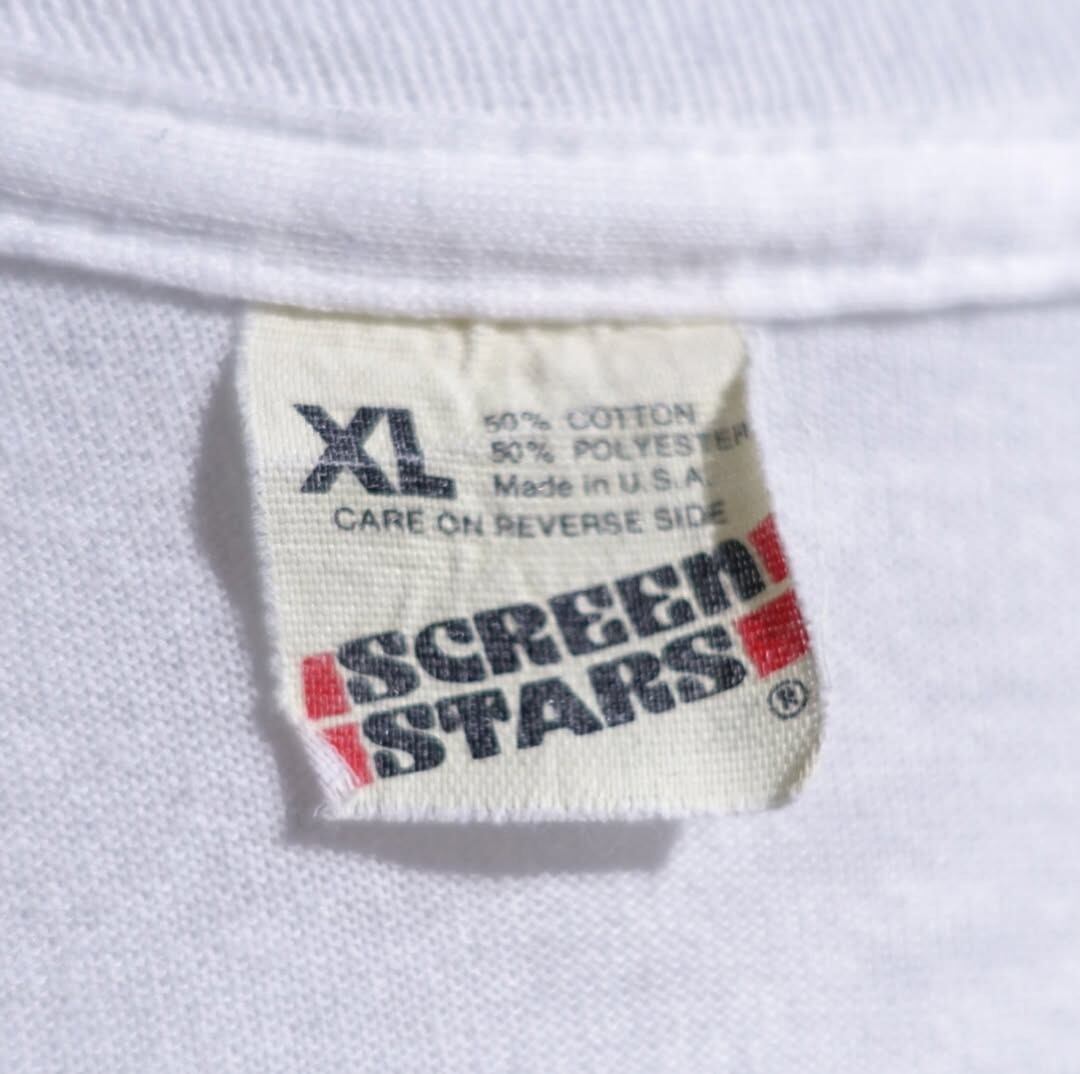 XL
50% COTTON
50% POLYESTER
Made in U.S.A.
CARE ON REVERSE SIDE
SCREEN
STARS
®